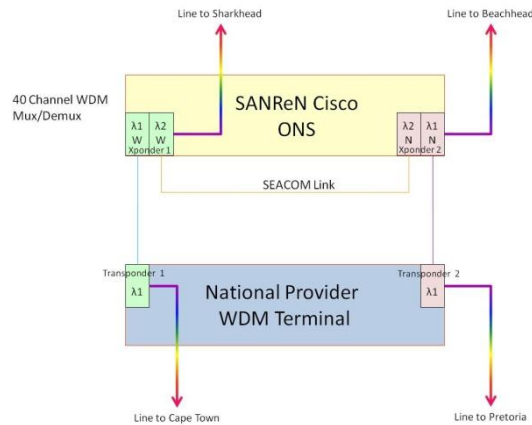 Line to Sharkhead
Line to Beachhead
40 Channel WDM
Mux/Demux
SANReN Cisco
ONS
λ1
W
λ2
W
Xponder 1
λ2
N
λ1
N
Xponder 2
SEACOM Link
Transponder 1
λ1
National Provider
WDM Terminal
Transponder 2
λ1
Line to Cape Town
Line to Pretoria